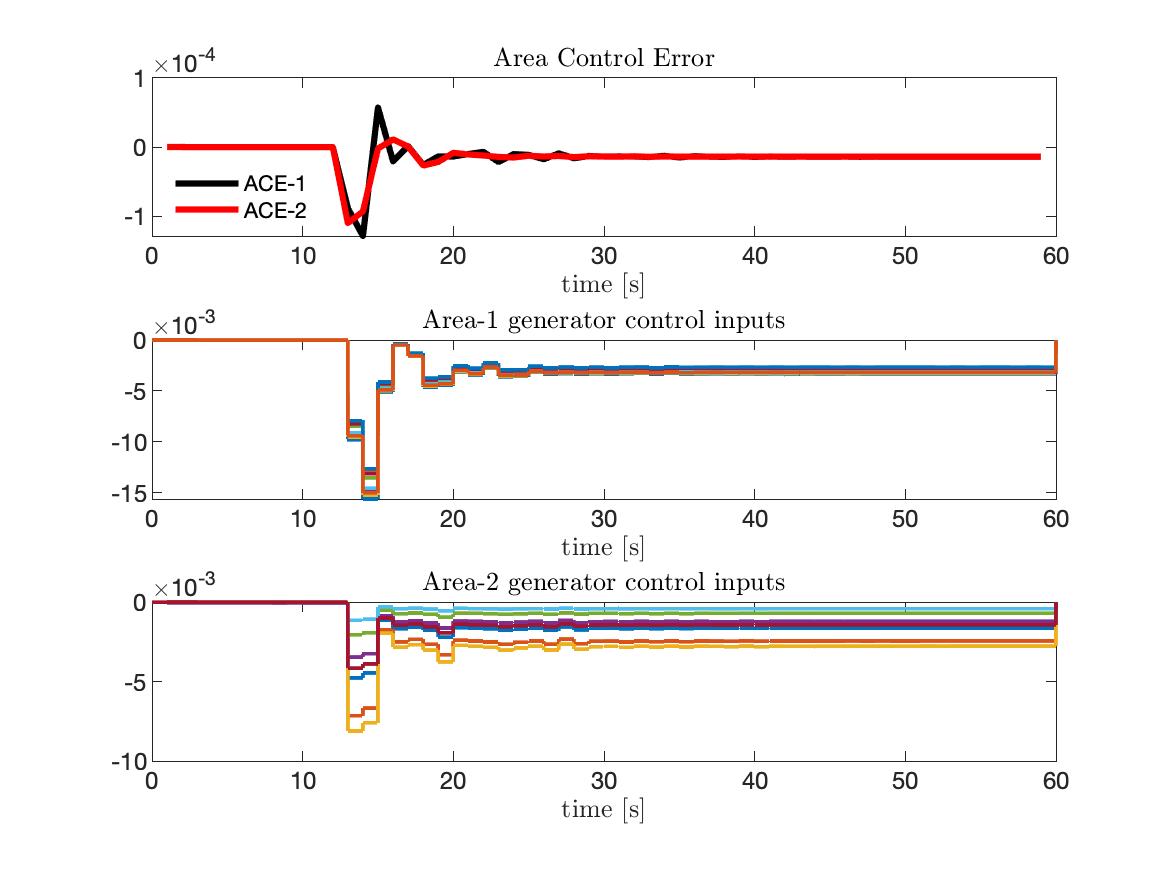 ×10-4
Area Control Error
1
0
-1
ACE-1
ACE-2
0 10 20 30 40 50 60
time [s]
×10-3
Area-1 generator control inputs
0
-5
-10
-15
0 10 20 30 40 50 60
time [s]
×10-3
Area-2 generator control inputs
0
-5
-10
0 10 20 30 40 50 60
time [s]